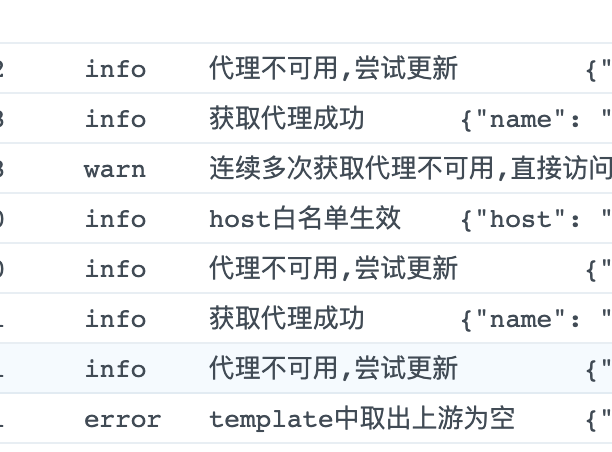 2 info 代理不可用,尝试更新 {"
3 info 获取代理成功 {"name": "
3 warn 连续多次获取代理不可用,直接访问
0 info host白名单生效 {"host": "
0 info 代理不可用,尝试更新 {"
1 info 获取代理成功 {"name": "
1 info 代理不可用,尝试更新 {"
1 error template中取出上游为空 {"